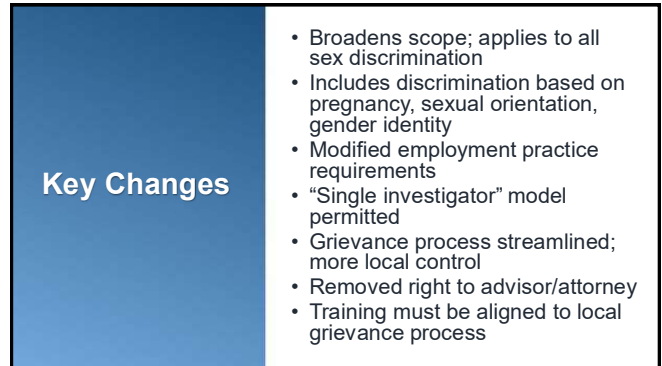 Key Changes
• Broadens scope; applies to all
sex discrimination
• Includes discrimination based on
pregnancy, sexual orientation,
gender identity
• Modified employment practice
requirements
• “Single investigator” model
permitted
• Grievance process streamlined;
more local control
• Removed right to advisor/attorney
• Training must be aligned to local
grievance process